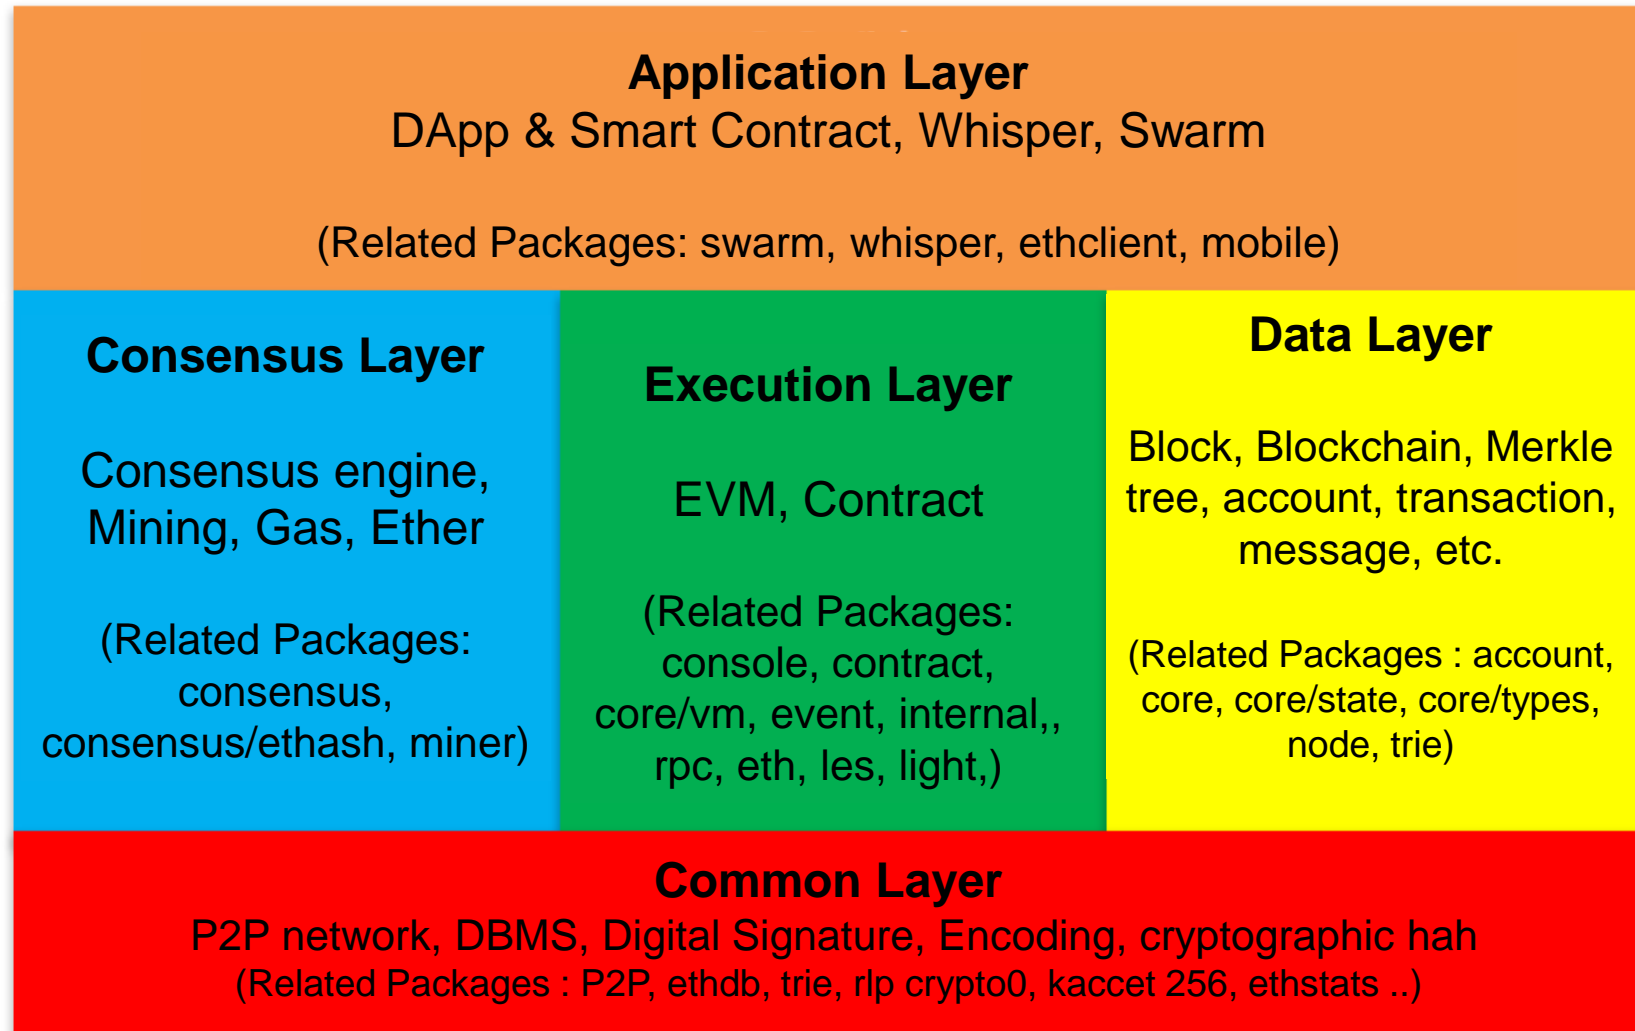 Application Layer
DApp & Smart Contract, Whisper, Swarm
(Related Packages: swarm, whisper, ethclient, mobile)
Consensus Layer
Consensus engine,
Mining, Gas, Ether
(Related Packages:
consensus,
consensus/ethash, miner)
Execution Layer
EVM, Contract
(Related Packages:
console, contract,
core/vm, event, internal,,
rpc, eth, les, light,)
Data Layer
Block, Blockchain, Merkle
tree, account, transaction,
message, etc.
(Related Packages : account,
core, core/state, core/types,
node, trie)
Common Layer
P2P network, DBMS, Digital Signature, Encoding, cryptographic hah
(Related Packages : P2P, ethdb, trie, rlp crypto0, kaccet 256, ethstats ..)